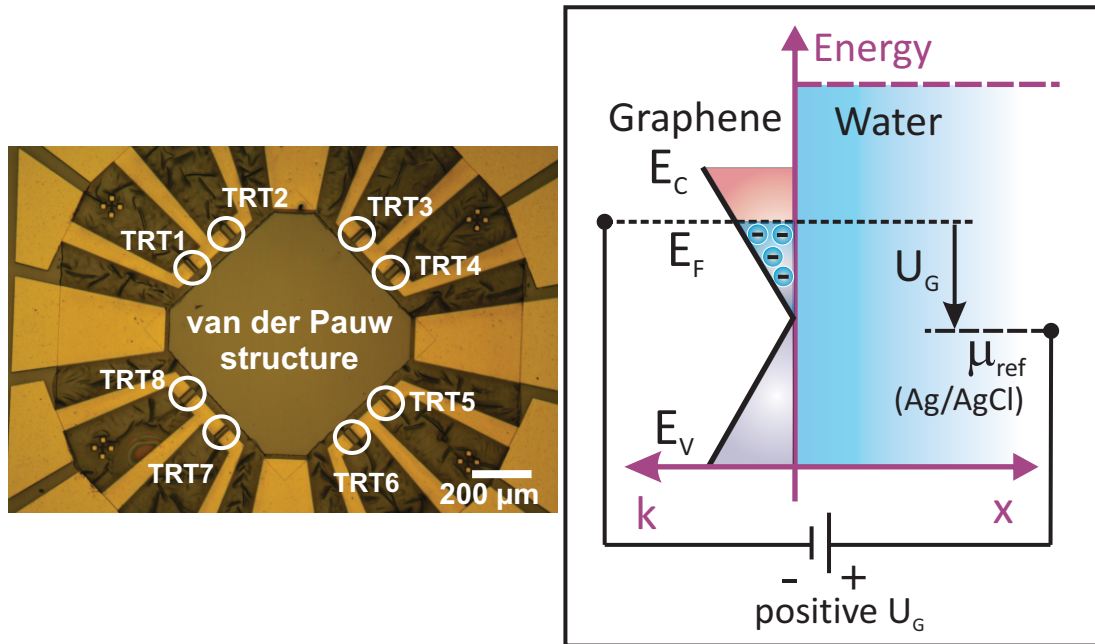 TRT1
TRT2
TRT3
TRT4
van der Pauw
structure
TRT8
TRT7
TRT6
TRT5
200 µm
Energy
Graphene
Water
E_C
E_F
U_G
μ_ref
(Ag/AgCl)
E_V
k
x
- +
positive U_G